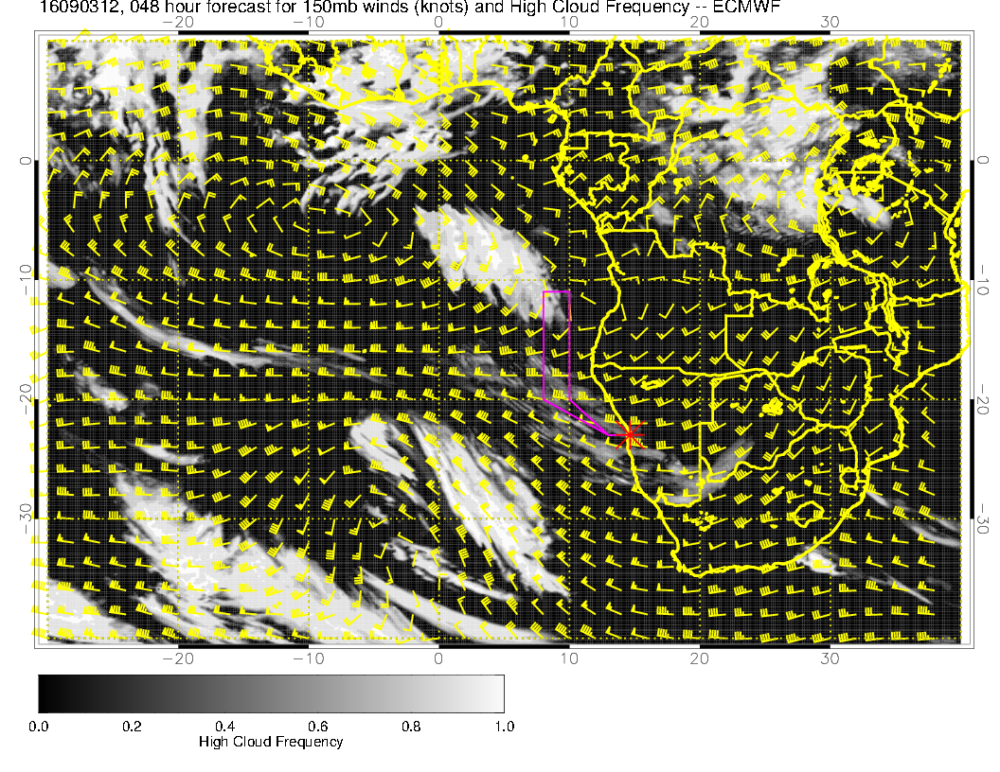 16090312, 048 hour forecast for 150mb winds (knots) and High Cloud Frequency -- ECMWF
−20 −10 0 10 20 30
0 0
−10 −10
−20 −20
−30 −30
−20 −10 0 10 20 30
0.0 0.2 0.4 0.6 0.8 1.0
High Cloud Frequency